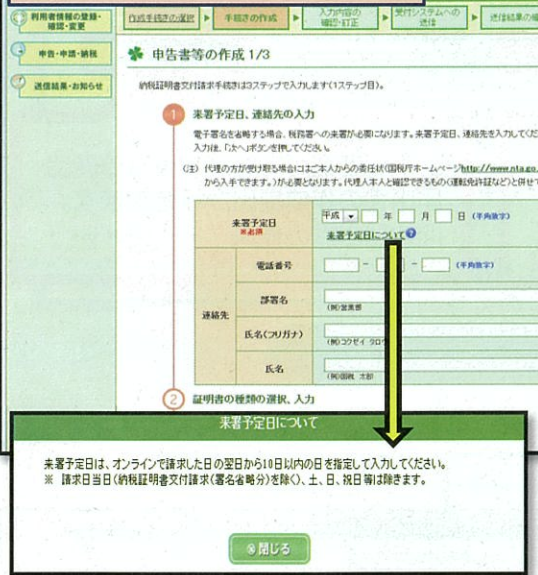 利用者情報の登録・
確認・変更
作成手続きの選択
手続きの作成
入力内容の
確認・訂正
受付システムへの
送信
送信結果の確
申告・申請・納税
送信結果・お知らせ
申告書等の作成 1/3
納税証明書交付請求手続きは3ステップで入力します(1ステップ目)。
1 来署予定日、連絡先の入力
電子署名を省略する場合、税務署への来署が必要になります。来署予定日、連絡先を入力してくだ
入力後、「次へ」ボタンを押してください。
(注) 代理の方が受け取る場合にはご本人からの委任状(国税庁ホームページhttp://www.nta.go.
から入手できます。)が必要となります。代理人本人と確認できるもの(運転免許証など)と併せて
来署予定日
※必須
平成 年 月 日 (半角数字)
来署予定日について
連絡先
電話番号
- - (半角数字)
部署名
(例)営業部
氏名(フリガナ)
(例)コクゼイ タロウ
氏名
(例)国税 太郎
2 証明書の種類の選択、入力
来署予定日について
来署予定日は、オンラインで請求した日の翌日から10日以内の日を指定して入力してください。
※ 請求日当日(納税証明書交付請求(署名省略分)を除く)、土、日、祝日等は除きます。
閉じる